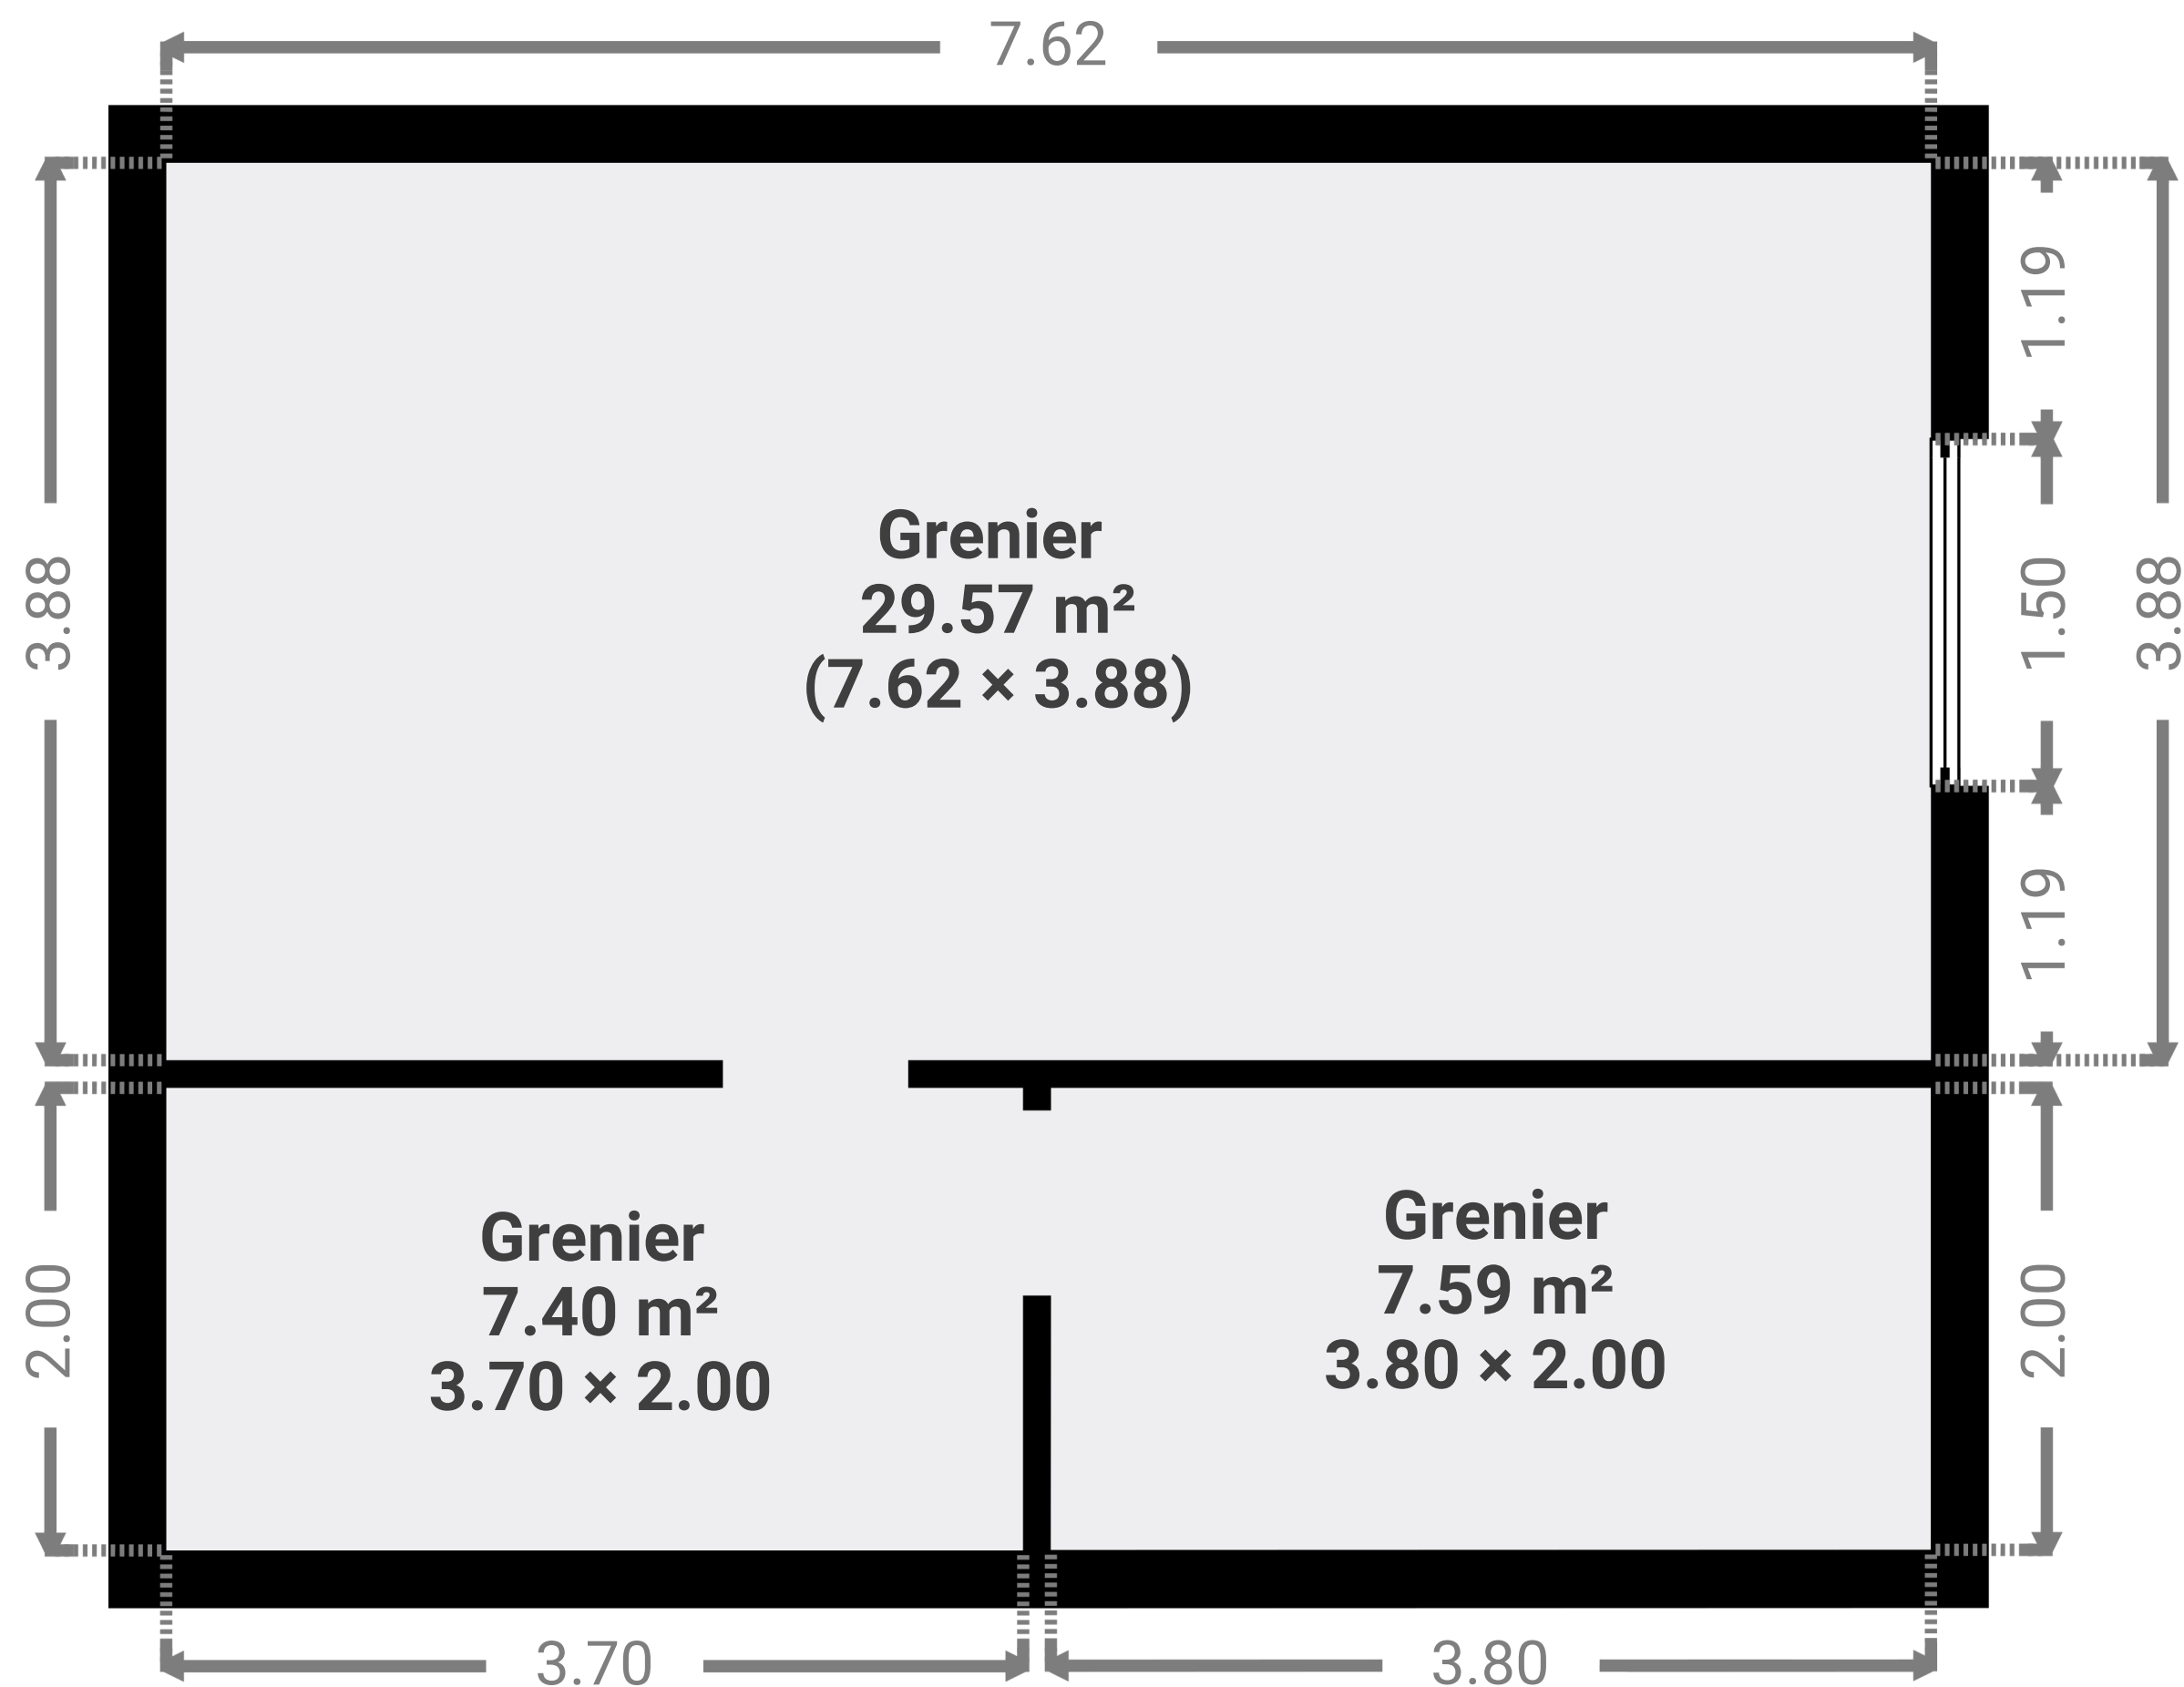 7.62
3.88
1.19
1.50
3.88
1.19
Grenier
29.57 m²
(7.62 × 3.88)
2.00
2.00
Grenier
7.40 m²
3.70 × 2.00
Grenier
7.59 m²
3.80 × 2.00
3.70
3.80